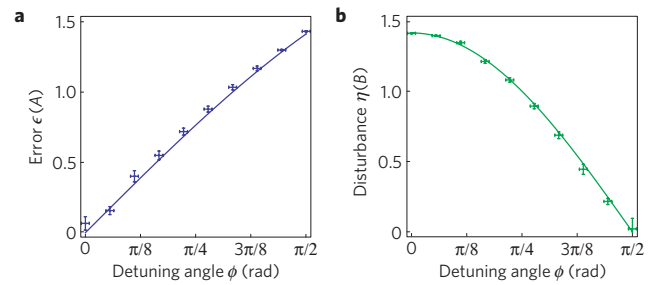 a
1.5
1.0
0.5
0
Error ϵ(A)
0 π/8 π/4 3π/8 π/2
Detuning angle ϕ (rad)
b
1.5
1.0
0.5
0
Disturbance η(B)
0 π/8 π/4 3π/8 π/2
Detuning angle ϕ (rad)